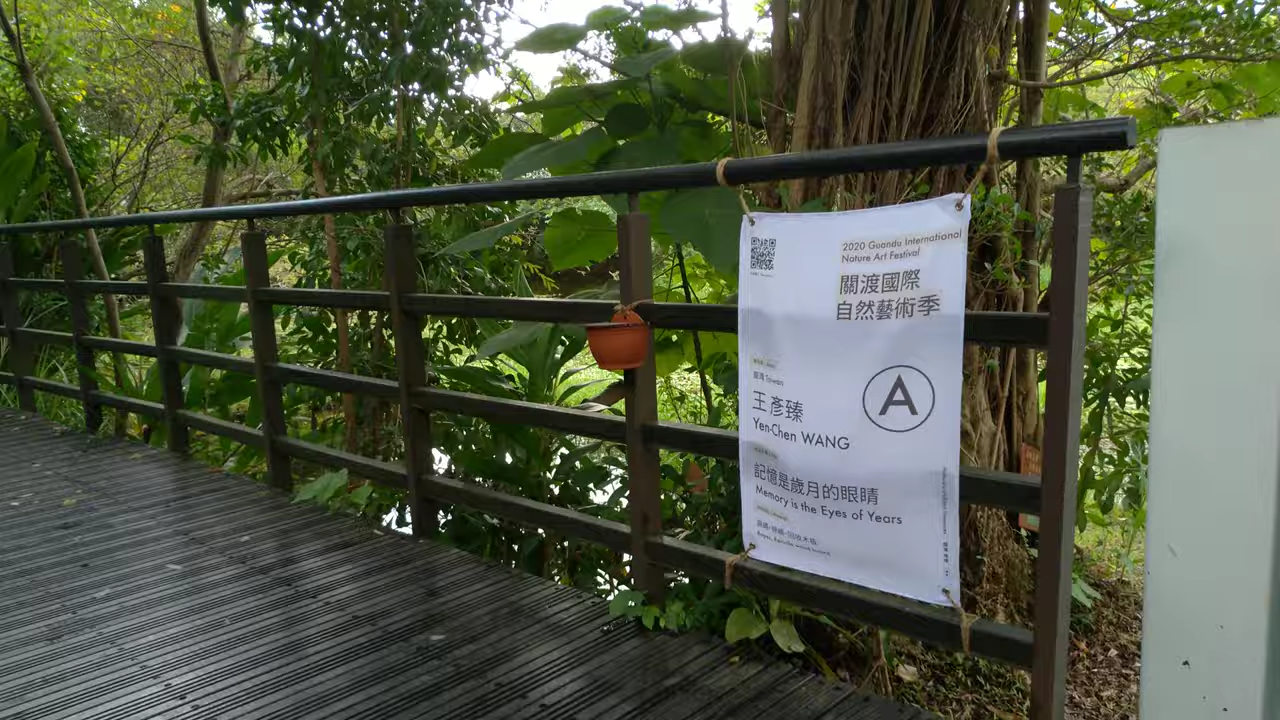 2020 Guandu International
Nature Art Festival
關渡國際
自然藝術季
臺灣 Taiwan
王彥臻
Yen-Chen WANG
A
記憶是歲月的眼睛
Memory is the Eyes of Years